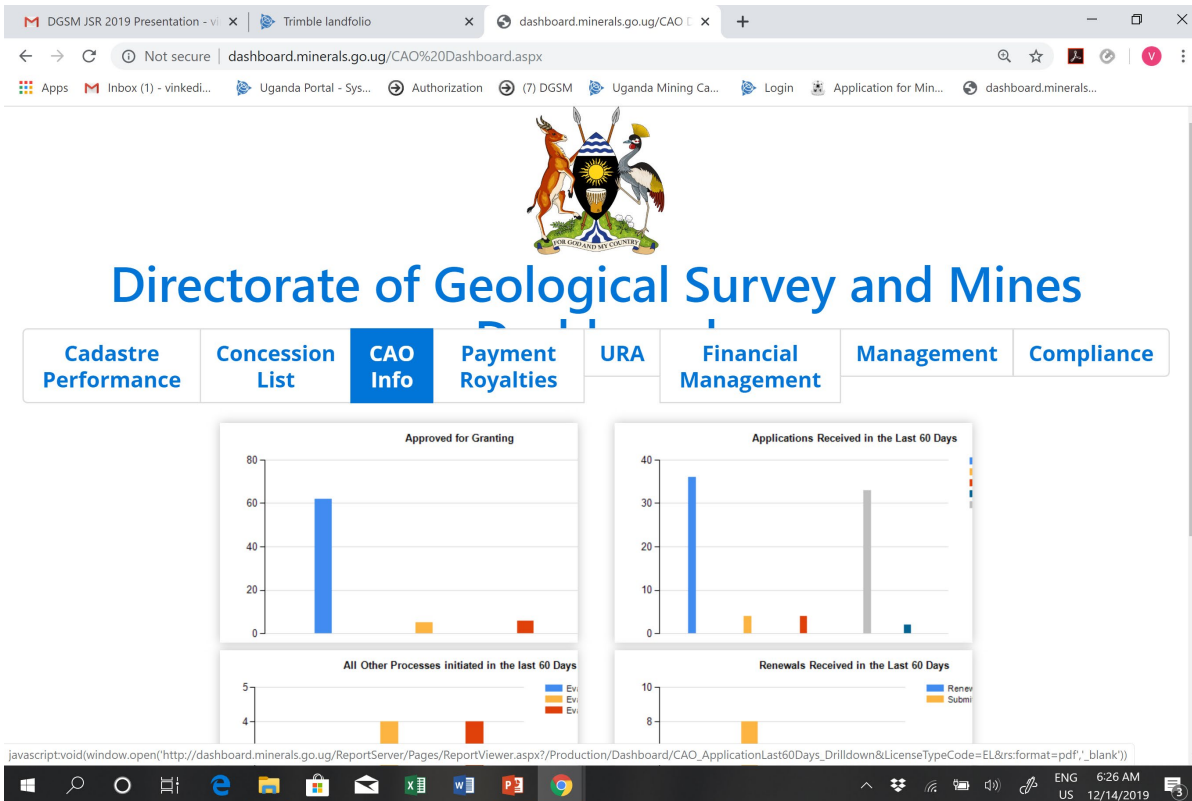 DGSM JSR 2019 Presentation - vi
Trimble landfolio
dashboard.minerals.go.ug/CAO D
Not secure
dashboard.minerals.go.ug/CAO%20Dashboard.aspx
V
Apps
Inbox (1) - vinkedi...
Uganda Portal - Sys...
Authorization
(7) DGSM
Uganda Mining Ca...
Login
Application for Min...
dashboard.minerals...
FOR GOD AND MY COUNTRY
Directorate of Geological Survey and Mines
Cadastre
Performance
Concession
List
CAO
Info
Payment
Royalties
URA
Financial
Management
Management
Compliance
Approved for Granting
80
60
40
20
0
Applications Received in the Last 60 Days
40
30
20
10
0
All Other Processes initiated in the last 60 Days
5
4
Ev
Ev
Ev
Renewals Received in the Last 60 Days
10
8
Renew
Submi
javascript:void(window.open('http://dashboard.minerals.go.ug/ReportServer/Pages/ReportViewer.aspx?/Production/Dashboard/CAO_ApplicationLast60Days_Drilldown&LicenseTypeCode=EL&rs:format=pdf','_blank'))
ENG
US
6:26 AM
12/14/2019
3